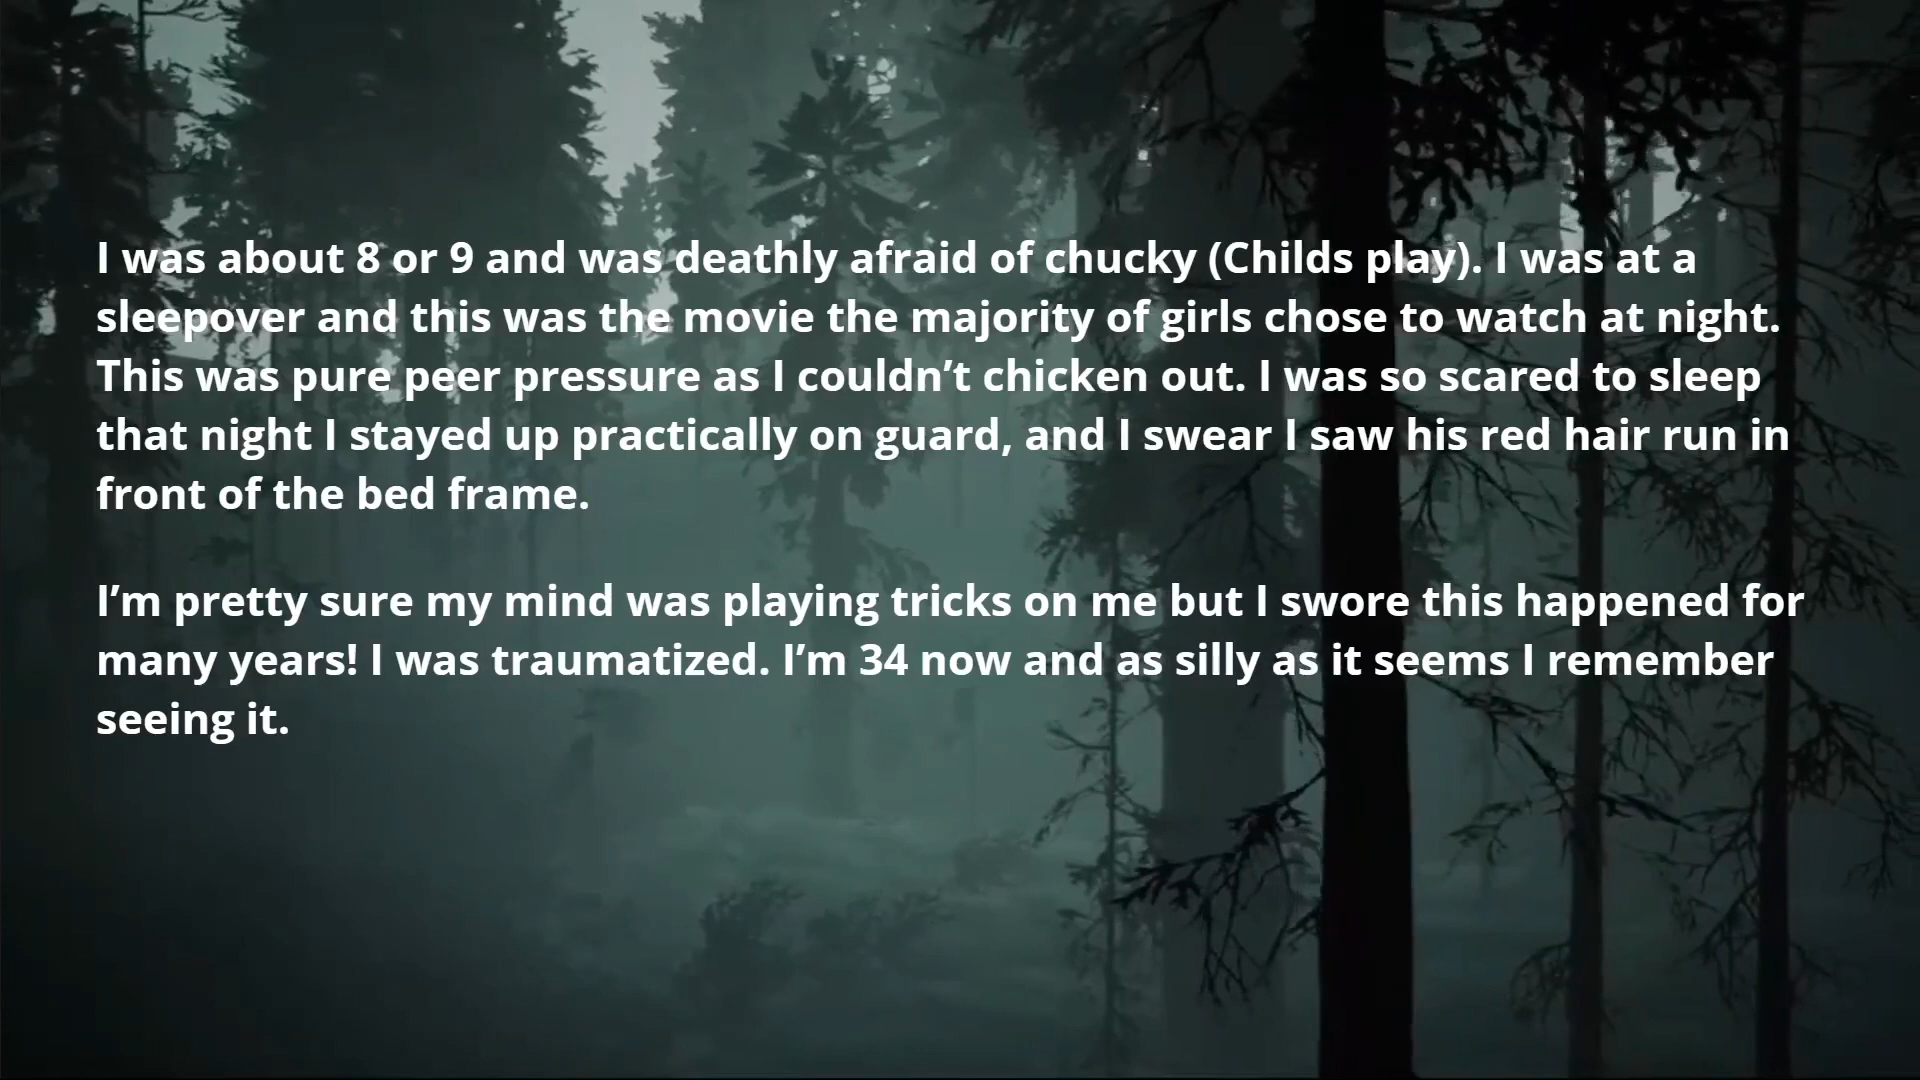 I was about 8 or 9 and was deathly afraid of chucky (Childs play). I was at a
sleepover and this was the movie the majority of girls chose to watch at night.
This was pure peer pressure as I couldn’t chicken out. I was so scared to sleep
that night I stayed up practically on guard, and I swear I saw his red hair run in
front of the bed frame.
I’m pretty sure my mind was playing tricks on me but I swore this happened for
many years! I was traumatized. I’m 34 now and as silly as it seems I remember
seeing it.